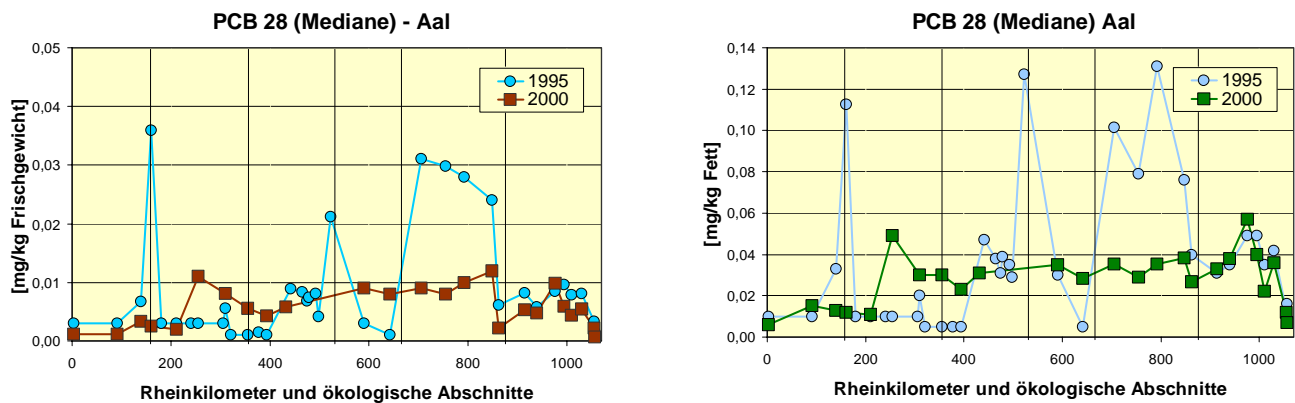 PCB 28 (Mediane) - Aal
0,05
0,04
0,03
0,02
0,01
0,00
[mg/kg Frischgewicht]
1995
2000
0 200 400 600 800 1000
Rheinkilometer und ökologische Abschnitte
PCB 28 (Mediane) Aal
0,14
0,12
0,10
0,08
0,06
0,04
0,02
0,00
[mg/kg Fett]
1995
2000
0 200 400 600 800 1000
Rheinkilometer und ökologische Abschnitte